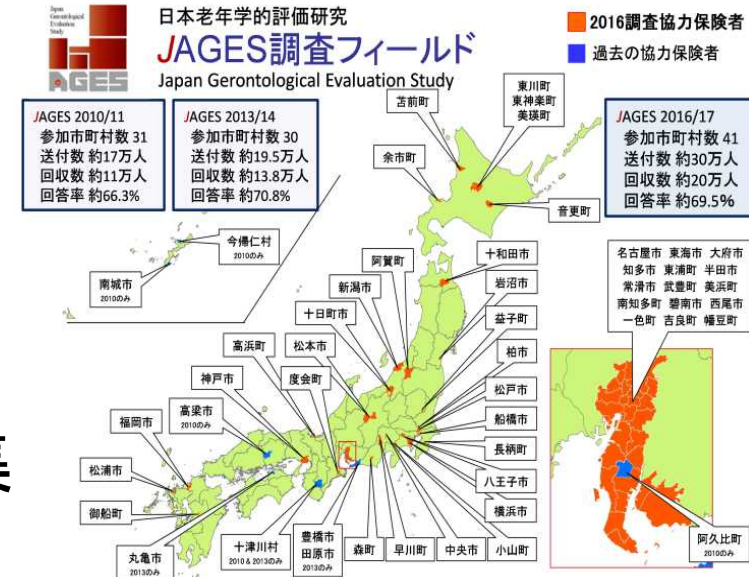 Japan
Gerontological
Evaluation
Study
AGES
日本老年学的評価研究
JAGES調査フィールド
Japan Gerontological Evaluation Study
2016調査協力保険者
過去の協力保険者
JAGES 2010/11
参加市町村数 31
送付数 約17万人
回収数 約11万人
回答率 約66.3%
JAGES 2013/14
参加市町村数 30
送付数 約19.5万人
回収数 約13.8万人
回答率 約70.8%
JAGES 2016/17
参加市町村数 41
送付数 約30万人
回収数 約20万人
回答率 約69.5%
苫前町
東川町
東神楽町
美瑛町
余市町
音更町
今帰仁村
2010のみ
南城市
2010のみ
十和田市
岩沼市
益子町
柏市
松戸市
船橋市
長柄町
八王子市
横浜市
小山町
中央市
早川町
森町
豊橋市
田原市
2013のみ
十津川村
2010 & 2013のみ
丸亀市
2013のみ
御船町
松浦市
福岡市
高梁市
2010のみ
神戸市
高浜町
度会町
松本市
十日町市
新潟市
阿賀町
名古屋市 東海市 大府市
知多市 東浦町 半田市
常滑市 武豊町 美浜町
南知多町 碧南市 西尾市
一色町 吉良町 幡豆町
阿久比町
2010のみ